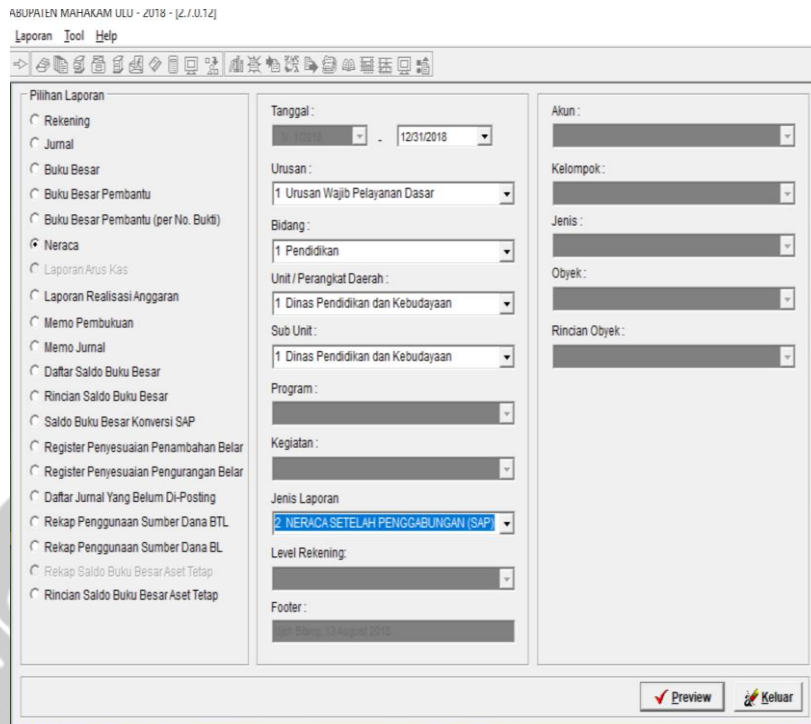 ABUPATEN MAHAKAM ULU - 2018 - [2.7.0.12]
Laporan Tool Help
Pilihan Laporan
Rekening
Jurnal
Buku Besar
Buku Besar Pembantu
Buku Besar Pembantu (per No. Bukti)
Neraca
Laporan Arus Kas
Laporan Realisasi Anggaran
Memo Pembukuan
Memo Jurnal
Daftar Saldo Buku Besar
Rincian Saldo Buku Besar
Saldo Buku Besar Konversi SAP
Register Penyesuaian Penambahan Belar
Register Penyesuaian Pengurangan Belar
Daftar Jurnal Yang Belum Di-Posting
Rekap Penggunaan Sumber Dana BTL
Rekap Penggunaan Sumber Dana BL
Rekap Saldo Buku Besar Aset Tetap
Rincian Saldo Buku Besar Aset Tetap
Tanggal :
- 12/31/2018
Urusan :
1 Urusan Wajib Pelayanan Dasar
Bidang :
1 Pendidikan
Unit / Perangkat Daerah :
1 Dinas Pendidikan dan Kebudayaan
Sub Unit :
1 Dinas Pendidikan dan Kebudayaan
Program :
Kegiatan :
Jenis Laporan
2 NERACA SETELAH PENGGABUNGAN (SAP)
Level Rekening:
Footer :
Bilang, 13 August 2018
Akun :
Kelompok :
Jenis :
Obyek :
Rincian Obyek :
Preview
Keluar